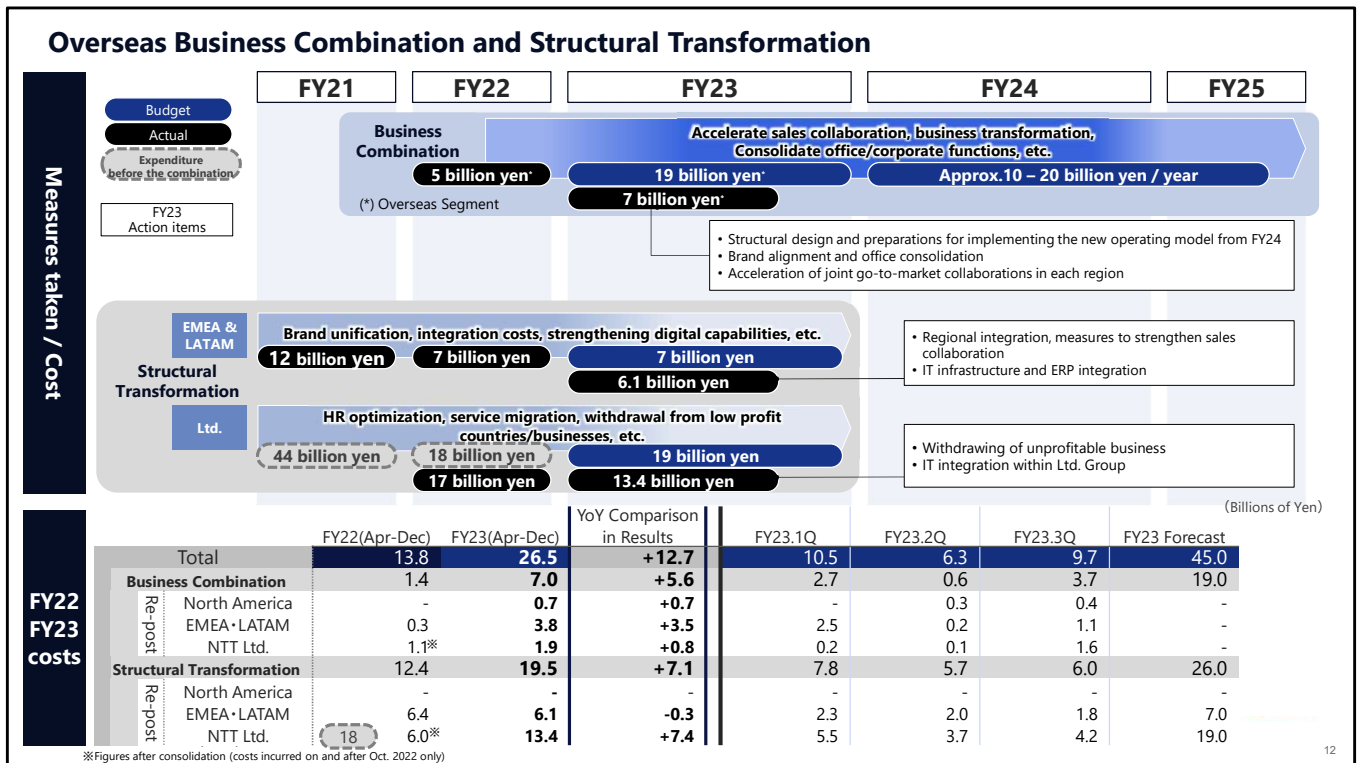 Overseas Business Combination and Structural Transformation
Measures taken / Cost
FY21 FY22 FY23 FY24 FY25
Budget
Actual
Expenditure
before the combination
FY23
Action items
Business
Combination
Accelerate sales collaboration, business transformation,
Consolidate office/corporate functions, etc.
5 billion yen* 19 billion yen* Approx.10 – 20 billion yen / year
7 billion yen*
(*) Overseas Segment
• Structural design and preparations for implementing the new operating model from FY24
• Brand alignment and office consolidation
• Acceleration of joint go-to-market collaborations in each region
Structural
Transformation
EMEA &
LATAM
Brand unification, integration costs, strengthening digital capabilities, etc.
12 billion yen 7 billion yen 7 billion yen
6.1 billion yen
• Regional integration, measures to strengthen sales
collaboration
• IT infrastructure and ERP integration
Ltd.
HR optimization, service migration, withdrawal from low profit
countries/businesses, etc.
44 billion yen 18 billion yen 19 billion yen
17 billion yen 13.4 billion yen
• Withdrawing of unprofitable business
• IT integration within Ltd. Group
(Billions of Yen)
FY22
FY23
costs
YoY Comparison
FY22(Apr-Dec) FY23(Apr-Dec) in Results FY23.1Q FY23.2Q FY23.3Q FY23 Forecast
Total 13.8 26.5 +12.7 10.5 6.3 9.7 45.0
Business Combination 1.4 7.0 +5.6 2.7 0.6 3.7 19.0
Re-post
North America - 0.7 +0.7 - 0.3 0.4 -
EMEA・LATAM 0.3 3.8 +3.5 2.5 0.2 1.1 -
NTT Ltd. 1.1※ 1.9 +0.8 0.2 0.1 1.6 -
Structural Transformation 12.4 19.5 +7.1 7.8 5.7 6.0 26.0
Re-post
North America - - - - - - -
EMEA・LATAM 6.4 6.1 -0.3 2.3 2.0 1.8 7.0
NTT Ltd. 18 6.0※ 13.4 +7.4 5.5 3.7 4.2 19.0
※Figures after consolidation (costs incurred on and after Oct. 2022 only)
12